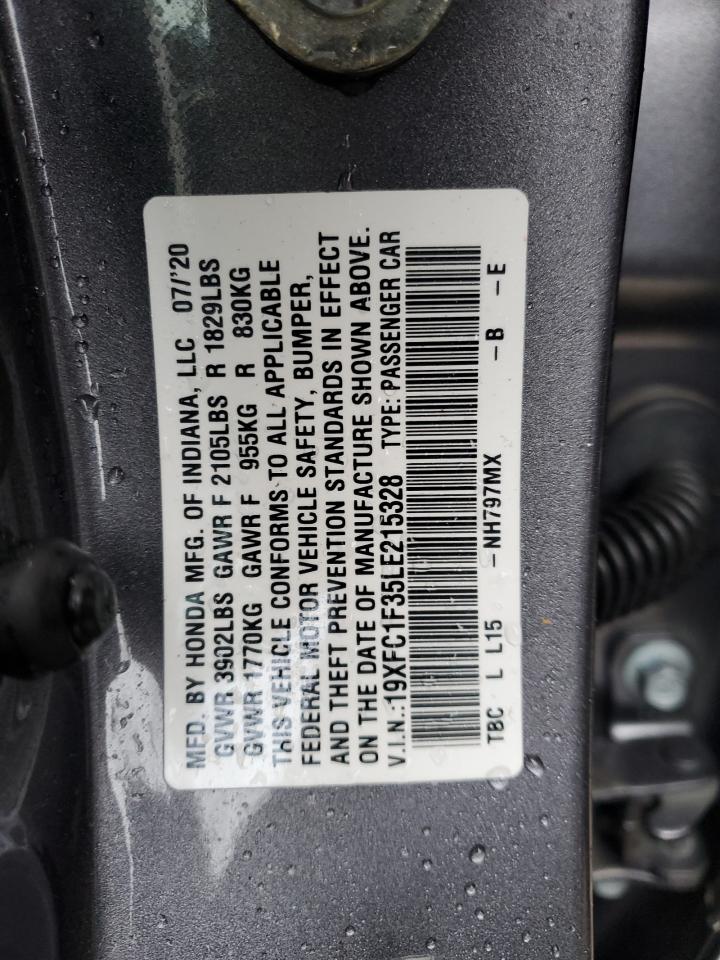 MFD. BY HONDA MFG. OF INDIANA, LLC 07/'20
GVWR 3902LBS GAWR F 2105LBS R 1829LBS
GVWR 1770KG GAWR F 955KG R 830KG
THIS VEHICLE CONFORMS TO ALL APPLICABLE
FEDERAL MOTOR VEHICLE SAFETY, BUMPER,
AND THEFT PREVENTION STANDARDS IN EFFECT
ON THE DATE OF MANUFACTURE SHOWN ABOVE.
V.I.N.:19XFC1F35LE215328 TYPE: PASSENGER CAR
TBC L L15 -NH797MX -B -E